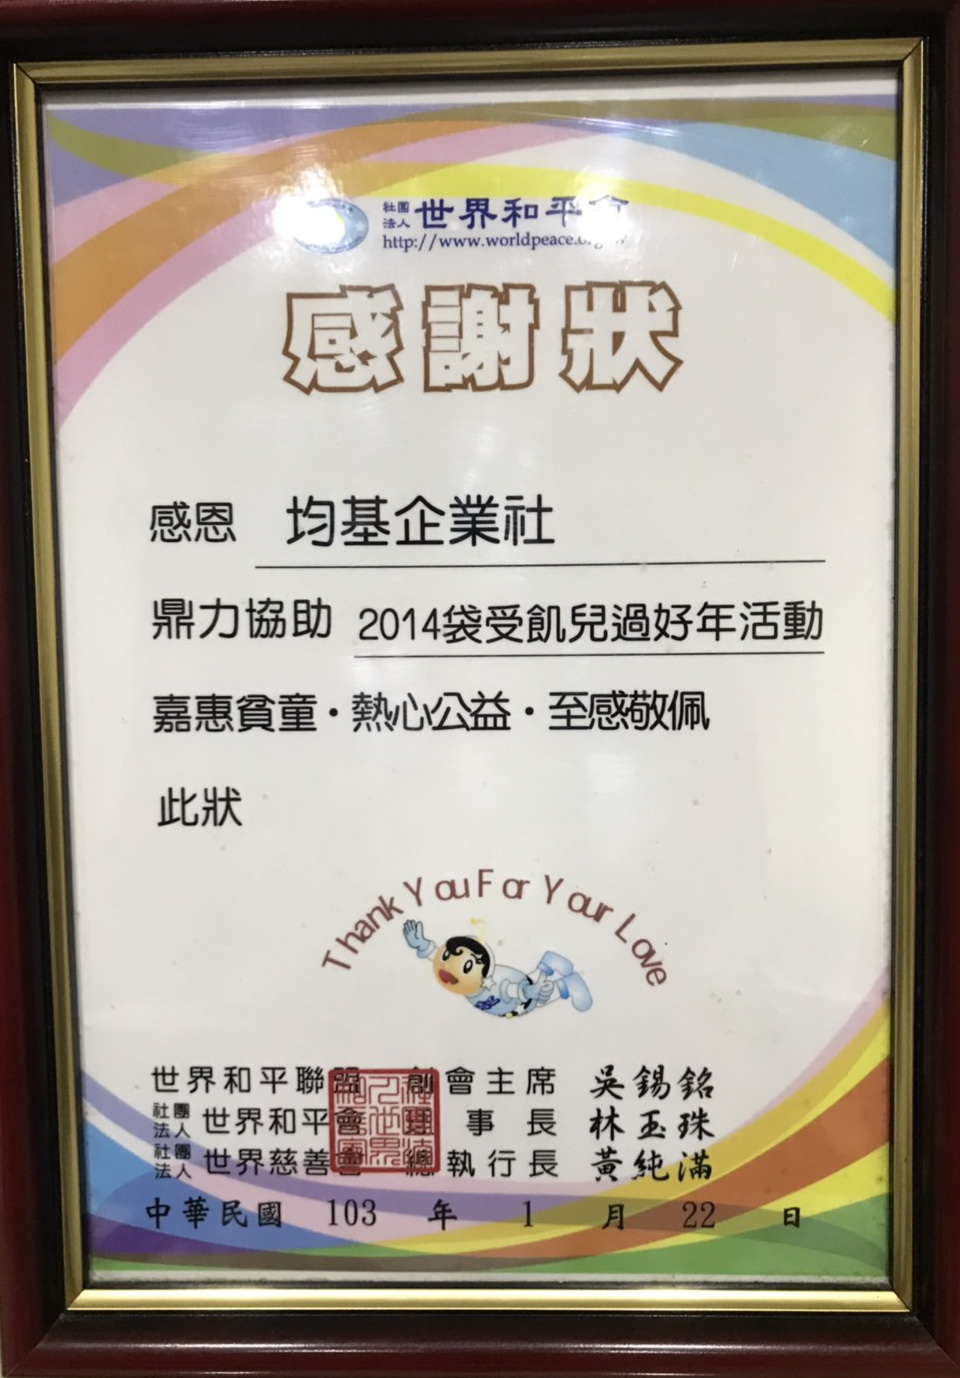 社團法人 世界和平會
http://www.worldpeace.org
感謝狀
感恩 均基企業社
鼎力協助 2014袋受飢兒過好年活動
嘉惠貧童·熱心公益·至感敬佩
此狀
Thank You For Your Love
世界和平聯盟 創會主席 吳錫銘
社團法人 世界和平會 理事長 林玉珠
社團法人 世界慈善會 總執行長 黃純滿
中華民國 103 年 1 月 22 日